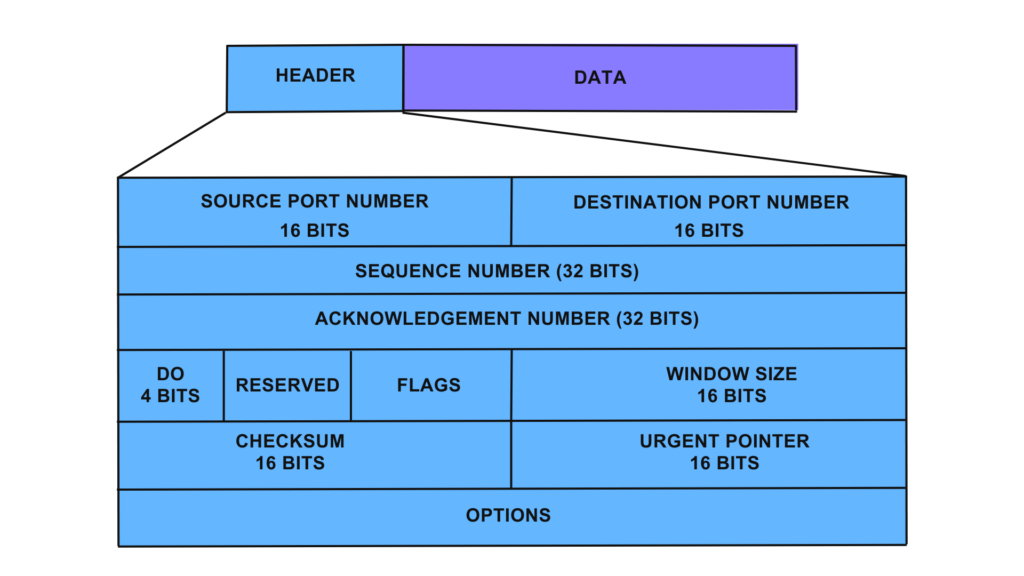 HEADER
DATA
SOURCE PORT NUMBER
16 BITS
DESTINATION PORT NUMBER
16 BITS
SEQUENCE NUMBER (32 BITS)
ACKNOWLEDGEMENT NUMBER (32 BITS)
DO
4 BITS
RESERVED
FLAGS
WINDOW SIZE
16 BITS
CHECKSUM
16 BITS
URGENT POINTER
16 BITS
OPTIONS